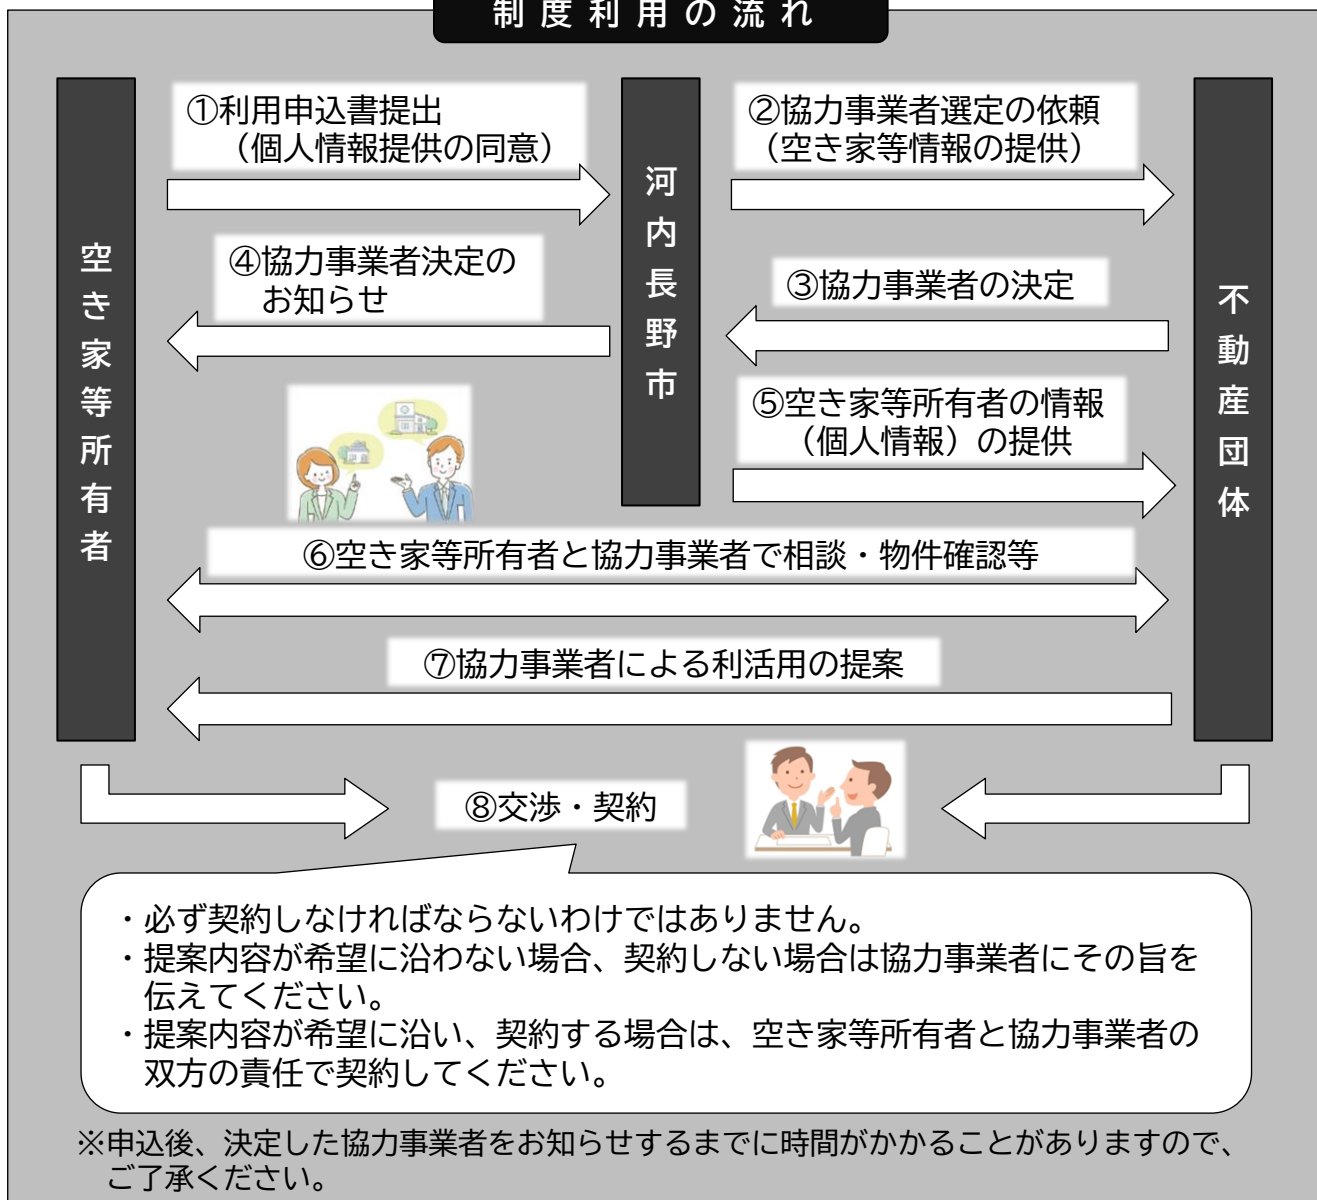 制度利用の流れ
空き家等所有者
河内長野市
不動産団体
①利用申込書提出
（個人情報提供の同意）
②協力事業者選定の依頼
（空き家等情報の提供）
③協力事業者の決定
④協力事業者決定の
お知らせ
⑤空き家等所有者の情報
（個人情報）の提供
⑥空き家等所有者と協力事業者で相談・物件確認等
⑦協力事業者による利活用の提案
⑧交渉・契約
・必ず契約しなければならないわけではありません。
・提案内容が希望に沿わない場合、契約しない場合は協力事業者にその旨を
伝えてください。
・提案内容が希望に沿い、契約する場合は、空き家等所有者と協力事業者の
双方の責任で契約してください。
※申込後、決定した協力事業者をお知らせするまでに時間がかかることがありますので、
ご了承ください。